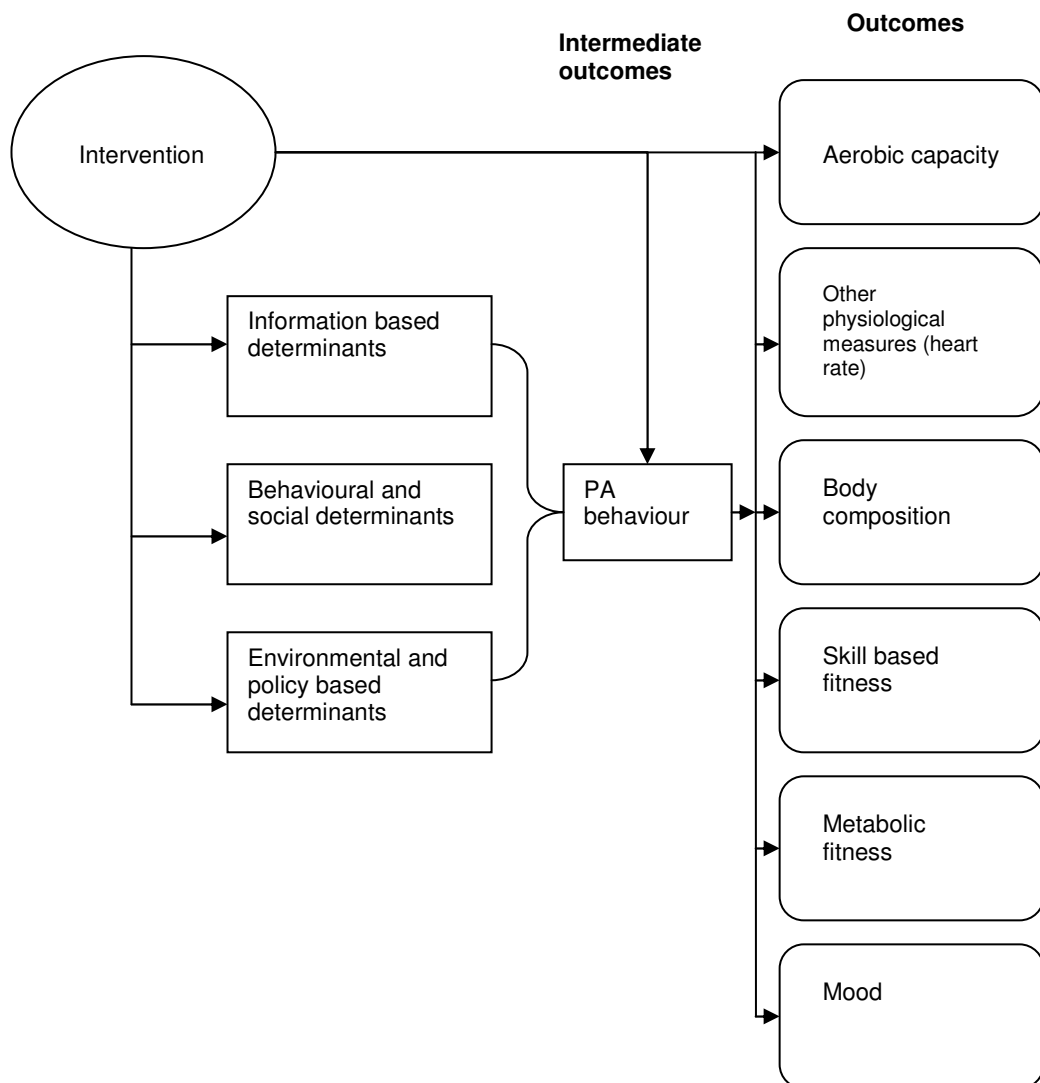 Outcomes
Intermediate
outcomes
Intervention
Aerobic capacity
Other
physiological
measures (heart
rate)
Information based
determinants
Behavioural and
social determinants
PA
behaviour
Body
composition
Environmental and
policy based
determinants
Skill based
fitness
Metabolic
fitness
Mood